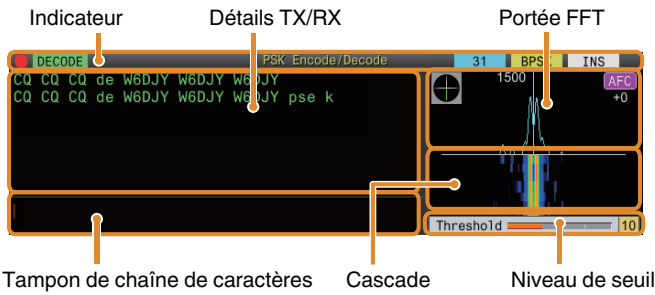 Indicateur Détails TX/RX Portée FFT
DECODE PSK Encode/Decode 31 BPSK INS
CQ CQ CQ de W6DJY W6DJY W6DJY
CQ CQ CQ de W6DJY W6DJY W6DJY pse k
1500 AFC
+0
Threshold 10
Tampon de chaîne de caractères Cascade Niveau de seuil